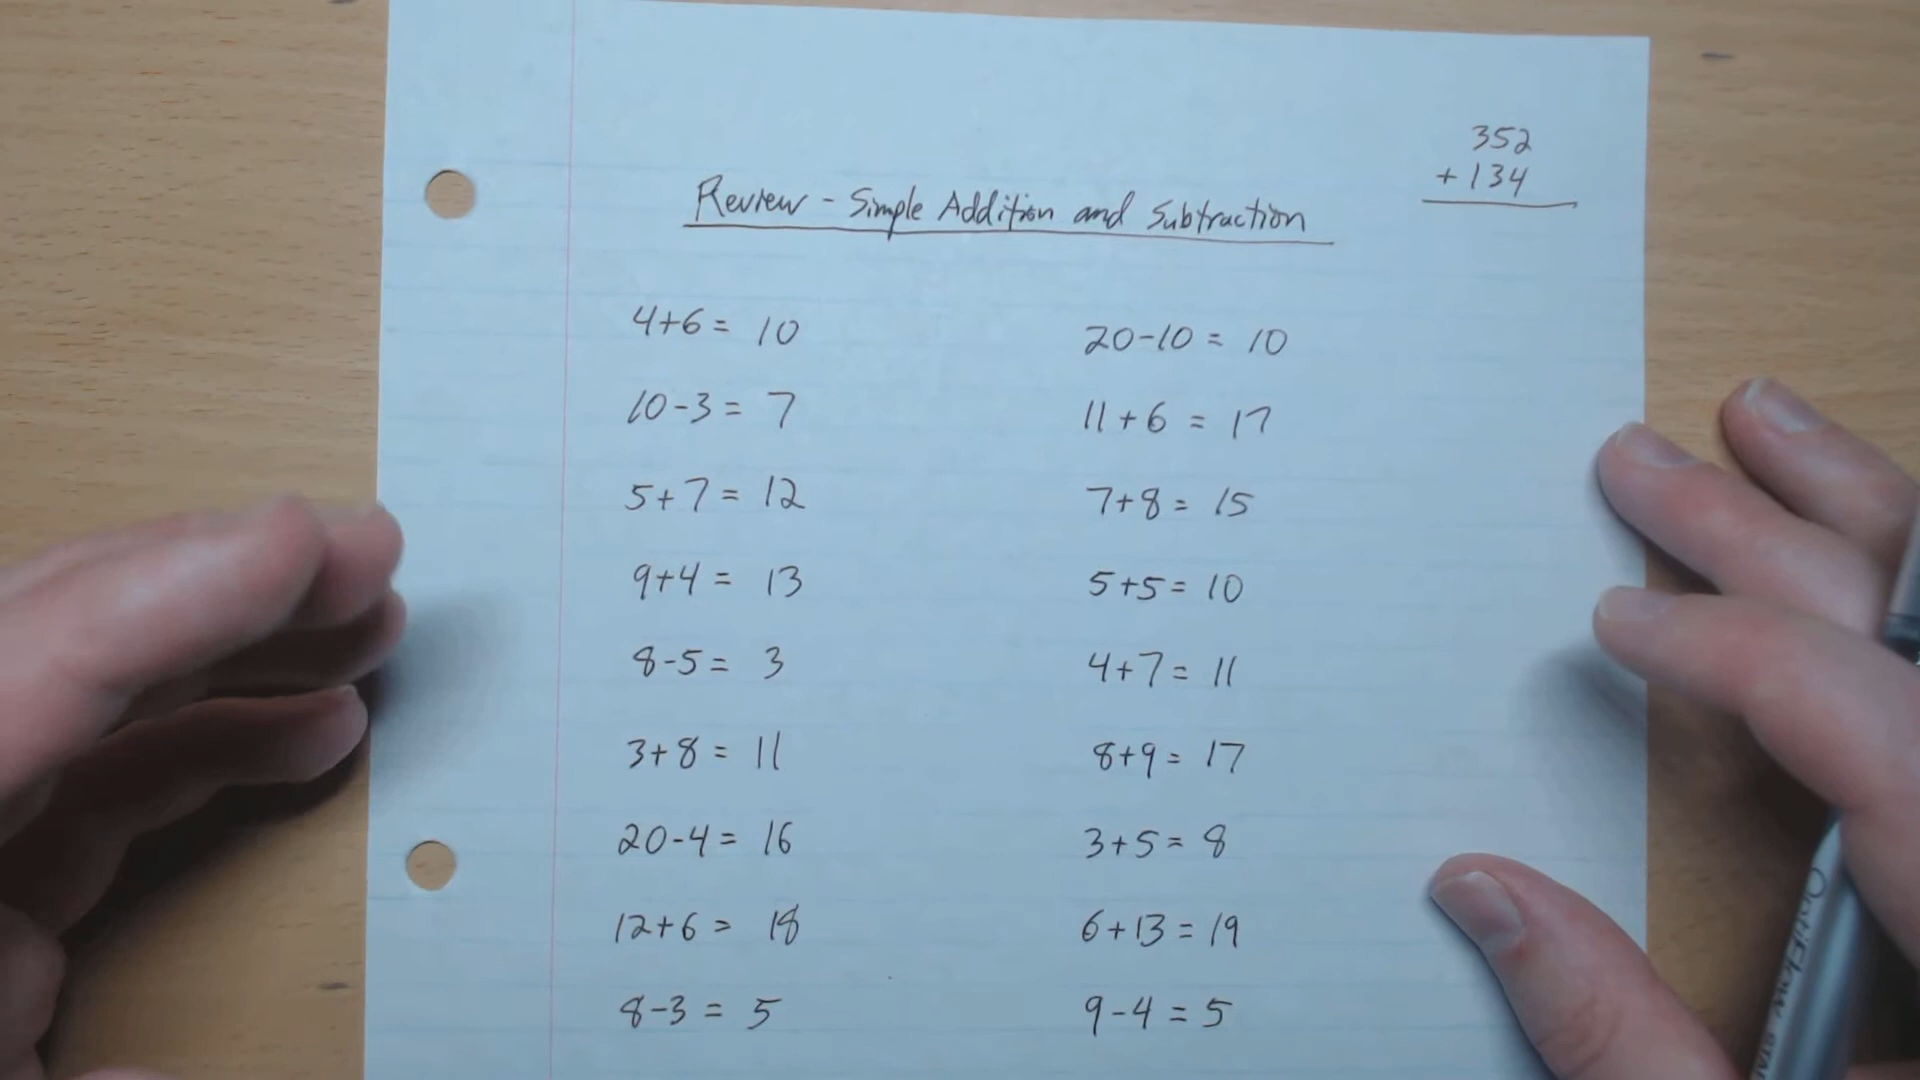 352
+ 134
Review - Simple Addition and Subtraction
4+6 = 10
20-10 = 10
10-3 = 7
11+6 = 17
5+7 = 12
7+8 = 15
9+4 = 13
5+5 = 10
8-5 = 3
4+7 = 11
3+8 = 11
8+9 = 17
20-4 = 16
3+5 = 8
12+6 = 18
6+13 = 19
8-3 = 5
9-4 = 5